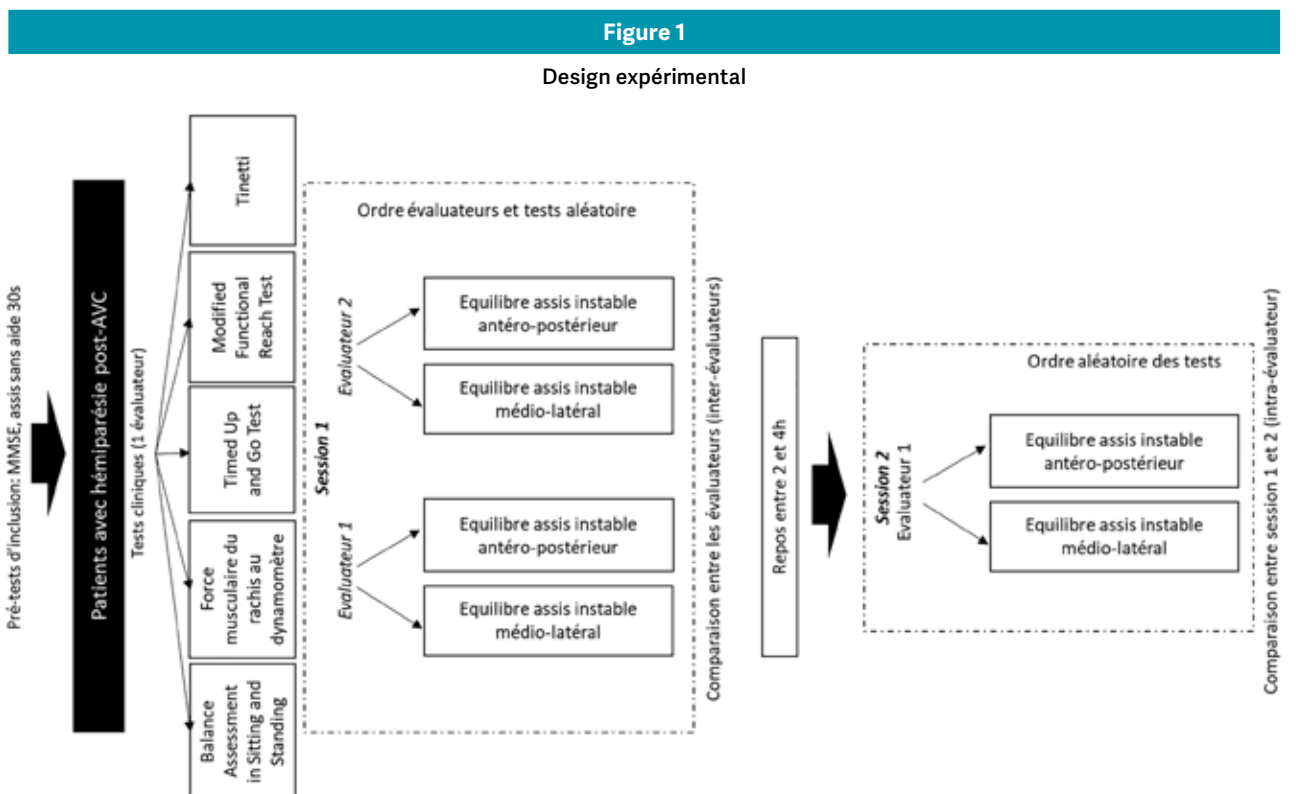 Figure 1
Design expérimental
Pré-tests d'inclusion: MMSE, assis sans aide 30s
Patients avec hémiparésie post-AVC
Tests cliniques (1 évaluateur)
Balance
Assessment
in Sitting and
Standing
Force
musculaire du
rachis au
dynamomètre
Timed Up
and Go Test
Modified
Functional
Reach Test
Tinetti
Session 1
Ordre évaluateurs et tests aléatoire
Evaluateur 1
Equilibre assis instable
antéro-postérieur
Equilibre assis instable
médio-latéral
Evaluateur 2
Equilibre assis instable
antéro-postérieur
Equilibre assis instable
médio-latéral
Comparaison entre les évaluateurs (inter-évaluateurs)
Repos entre 2 et 4h
Session 2
Evaluateur 1
Ordre aléatoire des tests
Equilibre assis instable
antéro-postérieur
Equilibre assis instable
médio-latéral
Comparaison entre session 1 et 2 (intra-évaluateur)